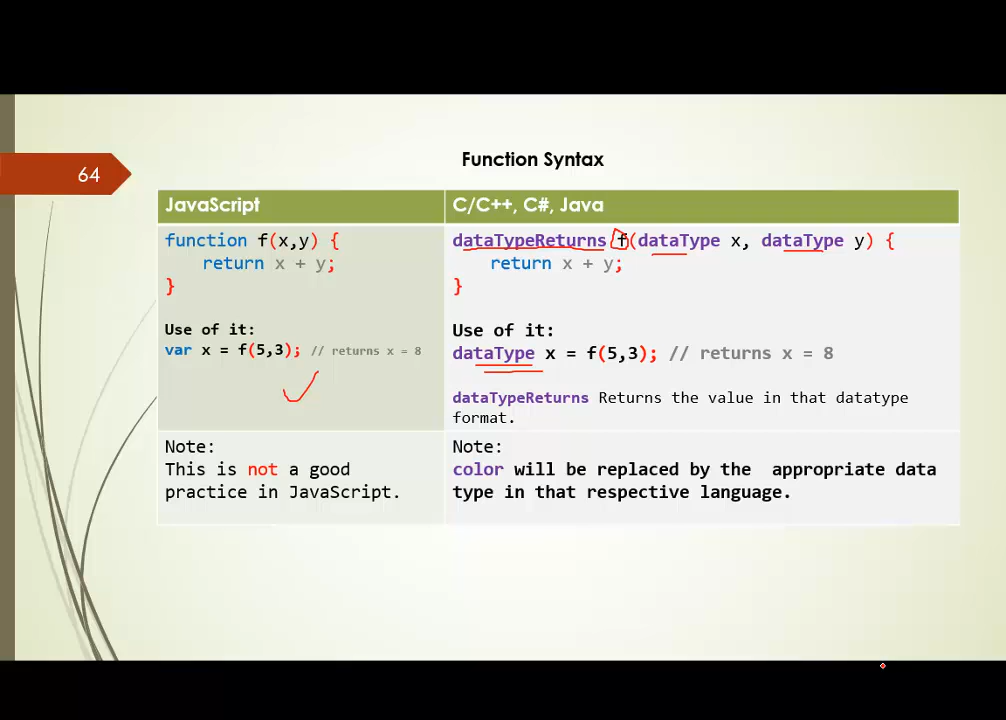 Function Syntax
64
JavaScript
function f(x,y) {
return x + y;
}
Use of it:
var x = f(5,3); // returns x = 8
Note:
This is not a good
practice in JavaScript.
C/C++, C#, Java
dataTypeReturns f(dataType x, dataType y) {
return x + y;
}
Use of it:
dataType x = f(5,3); // returns x = 8
dataTypeReturns Returns the value in that datatype
format.
Note:
color will be replaced by the appropriate data
type in that respective language.